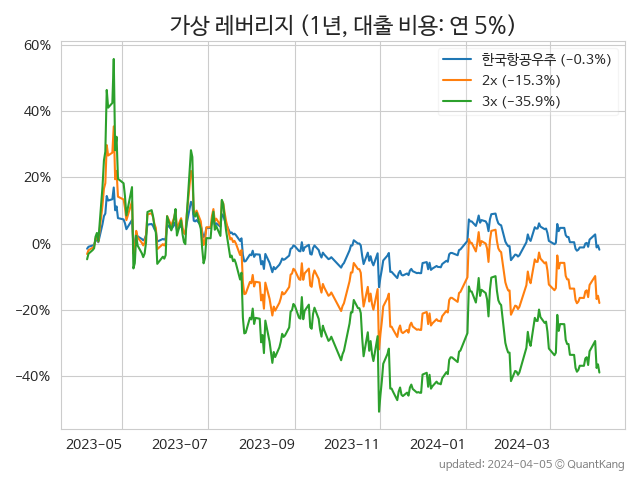 가상 레버리지 (1년, 대출 비용: 연 5%)
60%
40%
20%
0%
−20%
−40%
한국항공우주 (−0.3%)
2x (−15.3%)
3x (−35.9%)
2023-05 2023-07 2023-09 2023-11 2024-01 2024-03
updated: 2024-04-05 © QuantKang